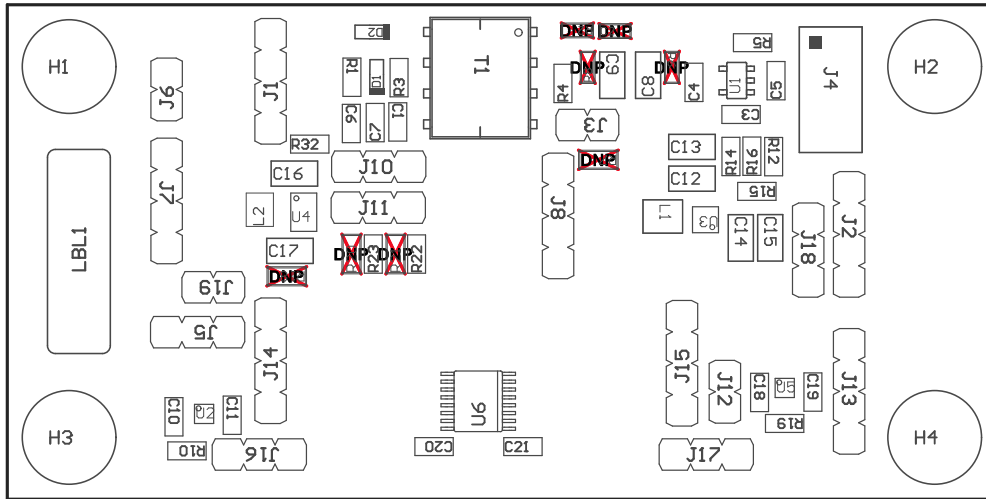 D2 DNP DNP
R5
H1 J1 R1 D1 R3 T1 R4 DNP C9 C8 DNP C4 U1 C5 J4 H2
J6 C6 C7 C1 J3 C3
R32 C13 R14 R16 R12
C16 J10 DNP C12 R15
J7 L2 U4 J11 J8 L1 U3 C14 C15 J18 J2
LBL1 C17 DNP R23 DNP R22
DNP
J19
J5 J14 J15
C10 U2 C11 U6 J12 C18 U5 C19 J13
H3 R10 J16 C20 C21 J17 R19 H4